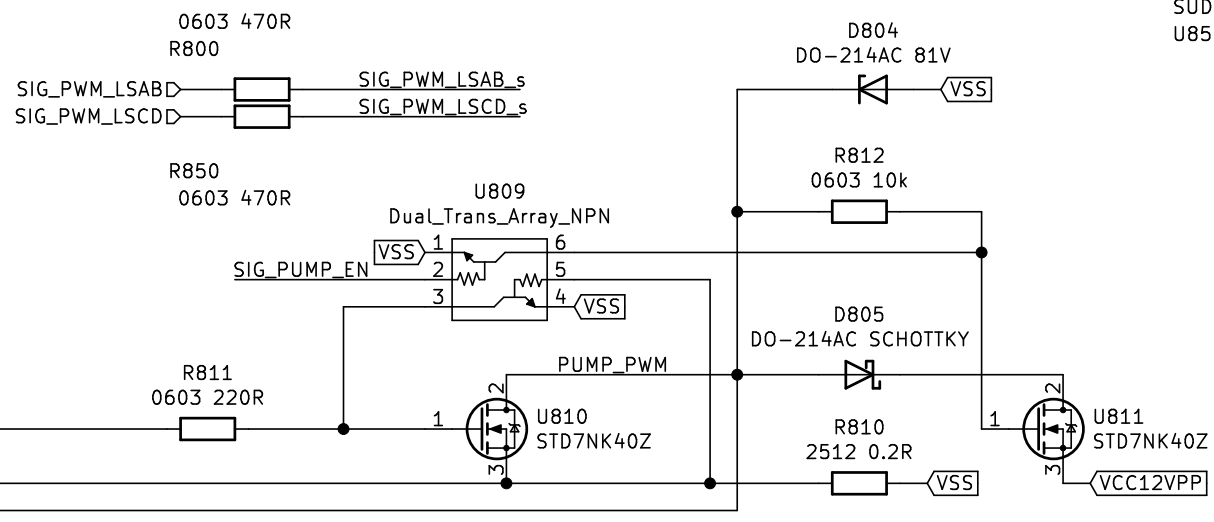 0603 470R
R800
SIG_PWM_LSAB
SIG_PWM_LSAB_s
SIG_PWM_LSCD
SIG_PWM_LSCD_s
R850
0603 470R
SUD
U85
D804
DO-214AC 81V
VSS
R812
0603 10k
U809
Dual_Trans_Array_NPN
VSS
1
6
SIG_PUMP_EN
2
5
3
4
VSS
D805
DO-214AC SCHOTTKY
PUMP_PWM
R811
0603 220R
2
1
U810
STD7NK40Z
3
R810
2512 0.2R
VSS
2
1
U811
STD7NK40Z
3
VCC12VPP